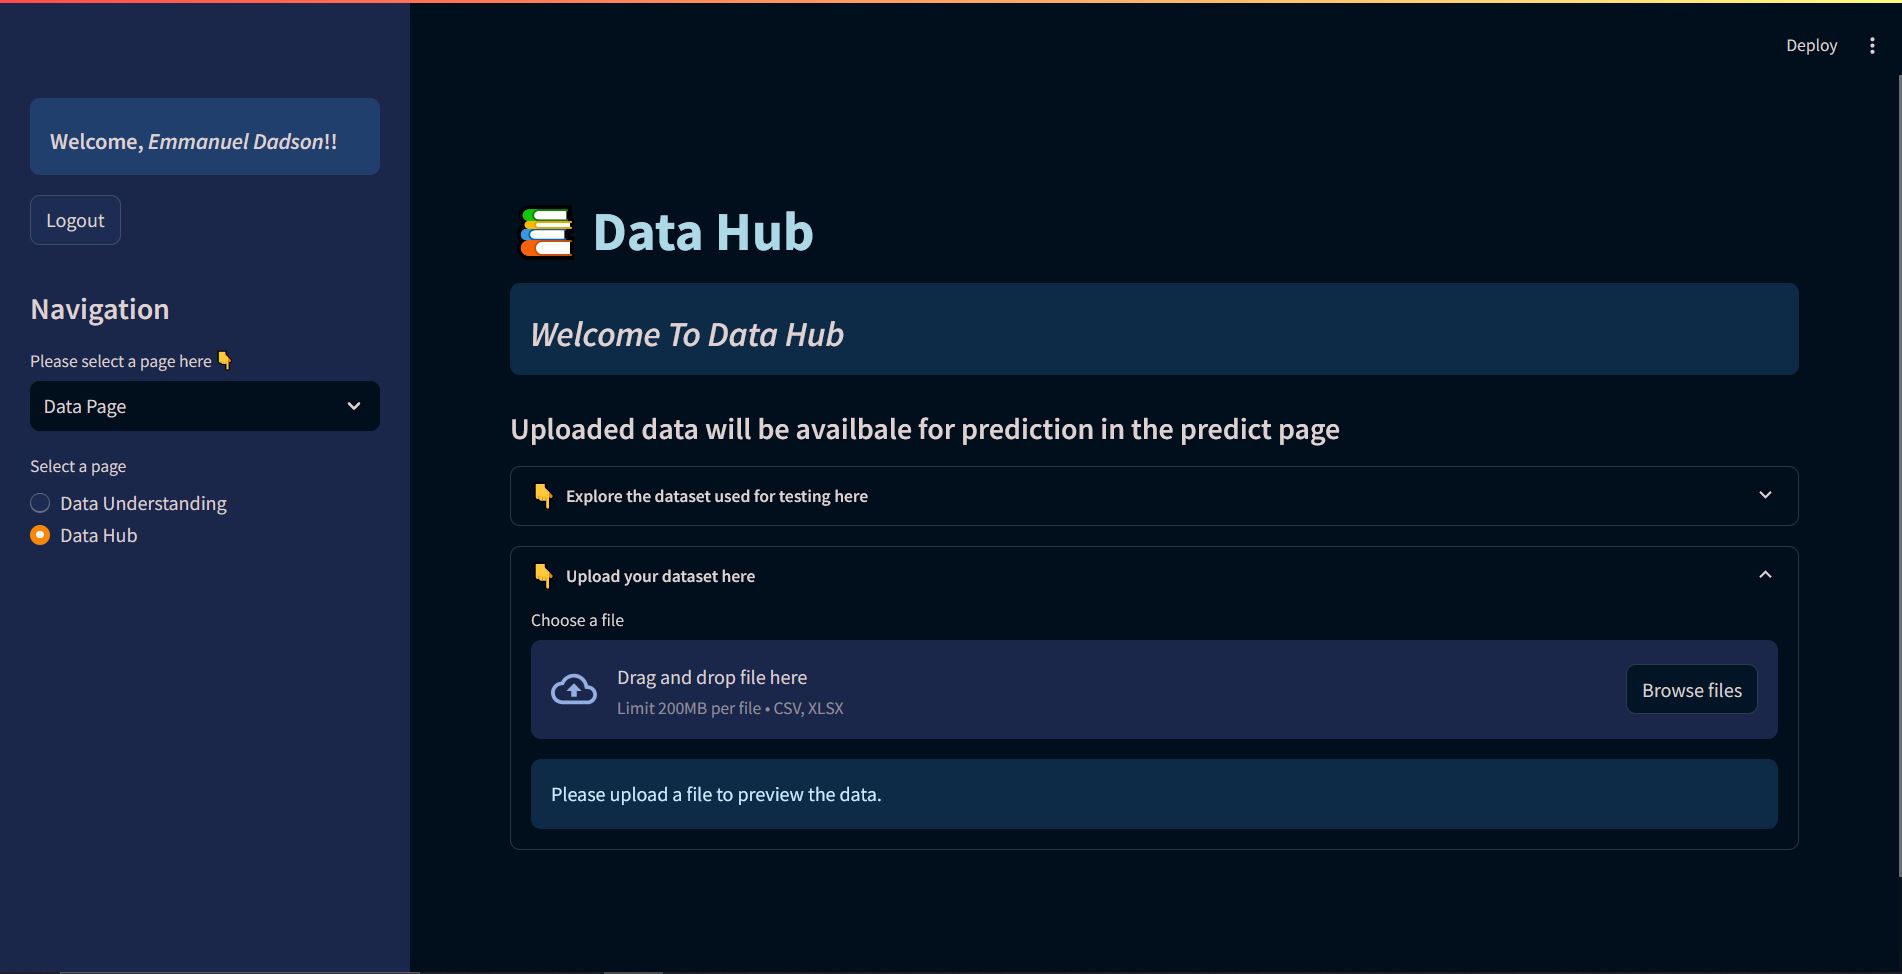 Deploy
Welcome, Emmanuel Dadson!!
Logout
Navigation
Please select a page here 👇
Data Page
Select a page
Data Understanding
Data Hub
📚 Data Hub
Welcome To Data Hub
Uploaded data will be availbale for prediction in the predict page
👇 Explore the dataset used for testing here
👇 Upload your dataset here
Choose a file
Drag and drop file here
Limit 200MB per file • CSV, XLSX
Browse files
Please upload a file to preview the data.